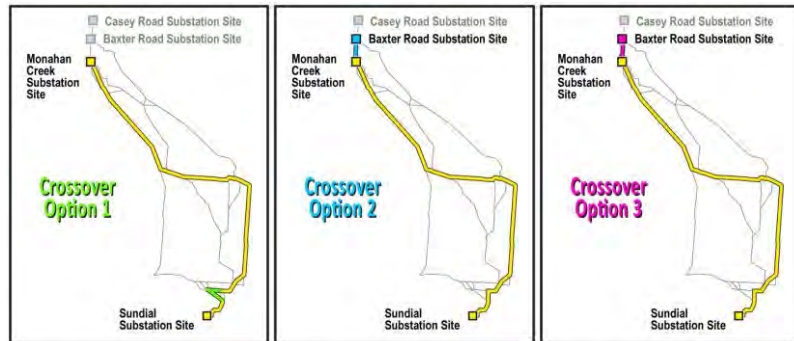 Casey Road Substation Site
Baxter Road Substation Site
Monahan
Creek
Substation
Site
Crossover
Option 1
Sundial
Substation Site
Casey Road Substation Site
Baxter Road Substation Site
Monahan
Creek
Substation
Site
Crossover
Option 2
Sundial
Substation Site
Casey Road Substation Site
Baxter Road Substation Site
Monahan
Creek
Substation
Site
Crossover
Option 3
Sundial
Substation Site